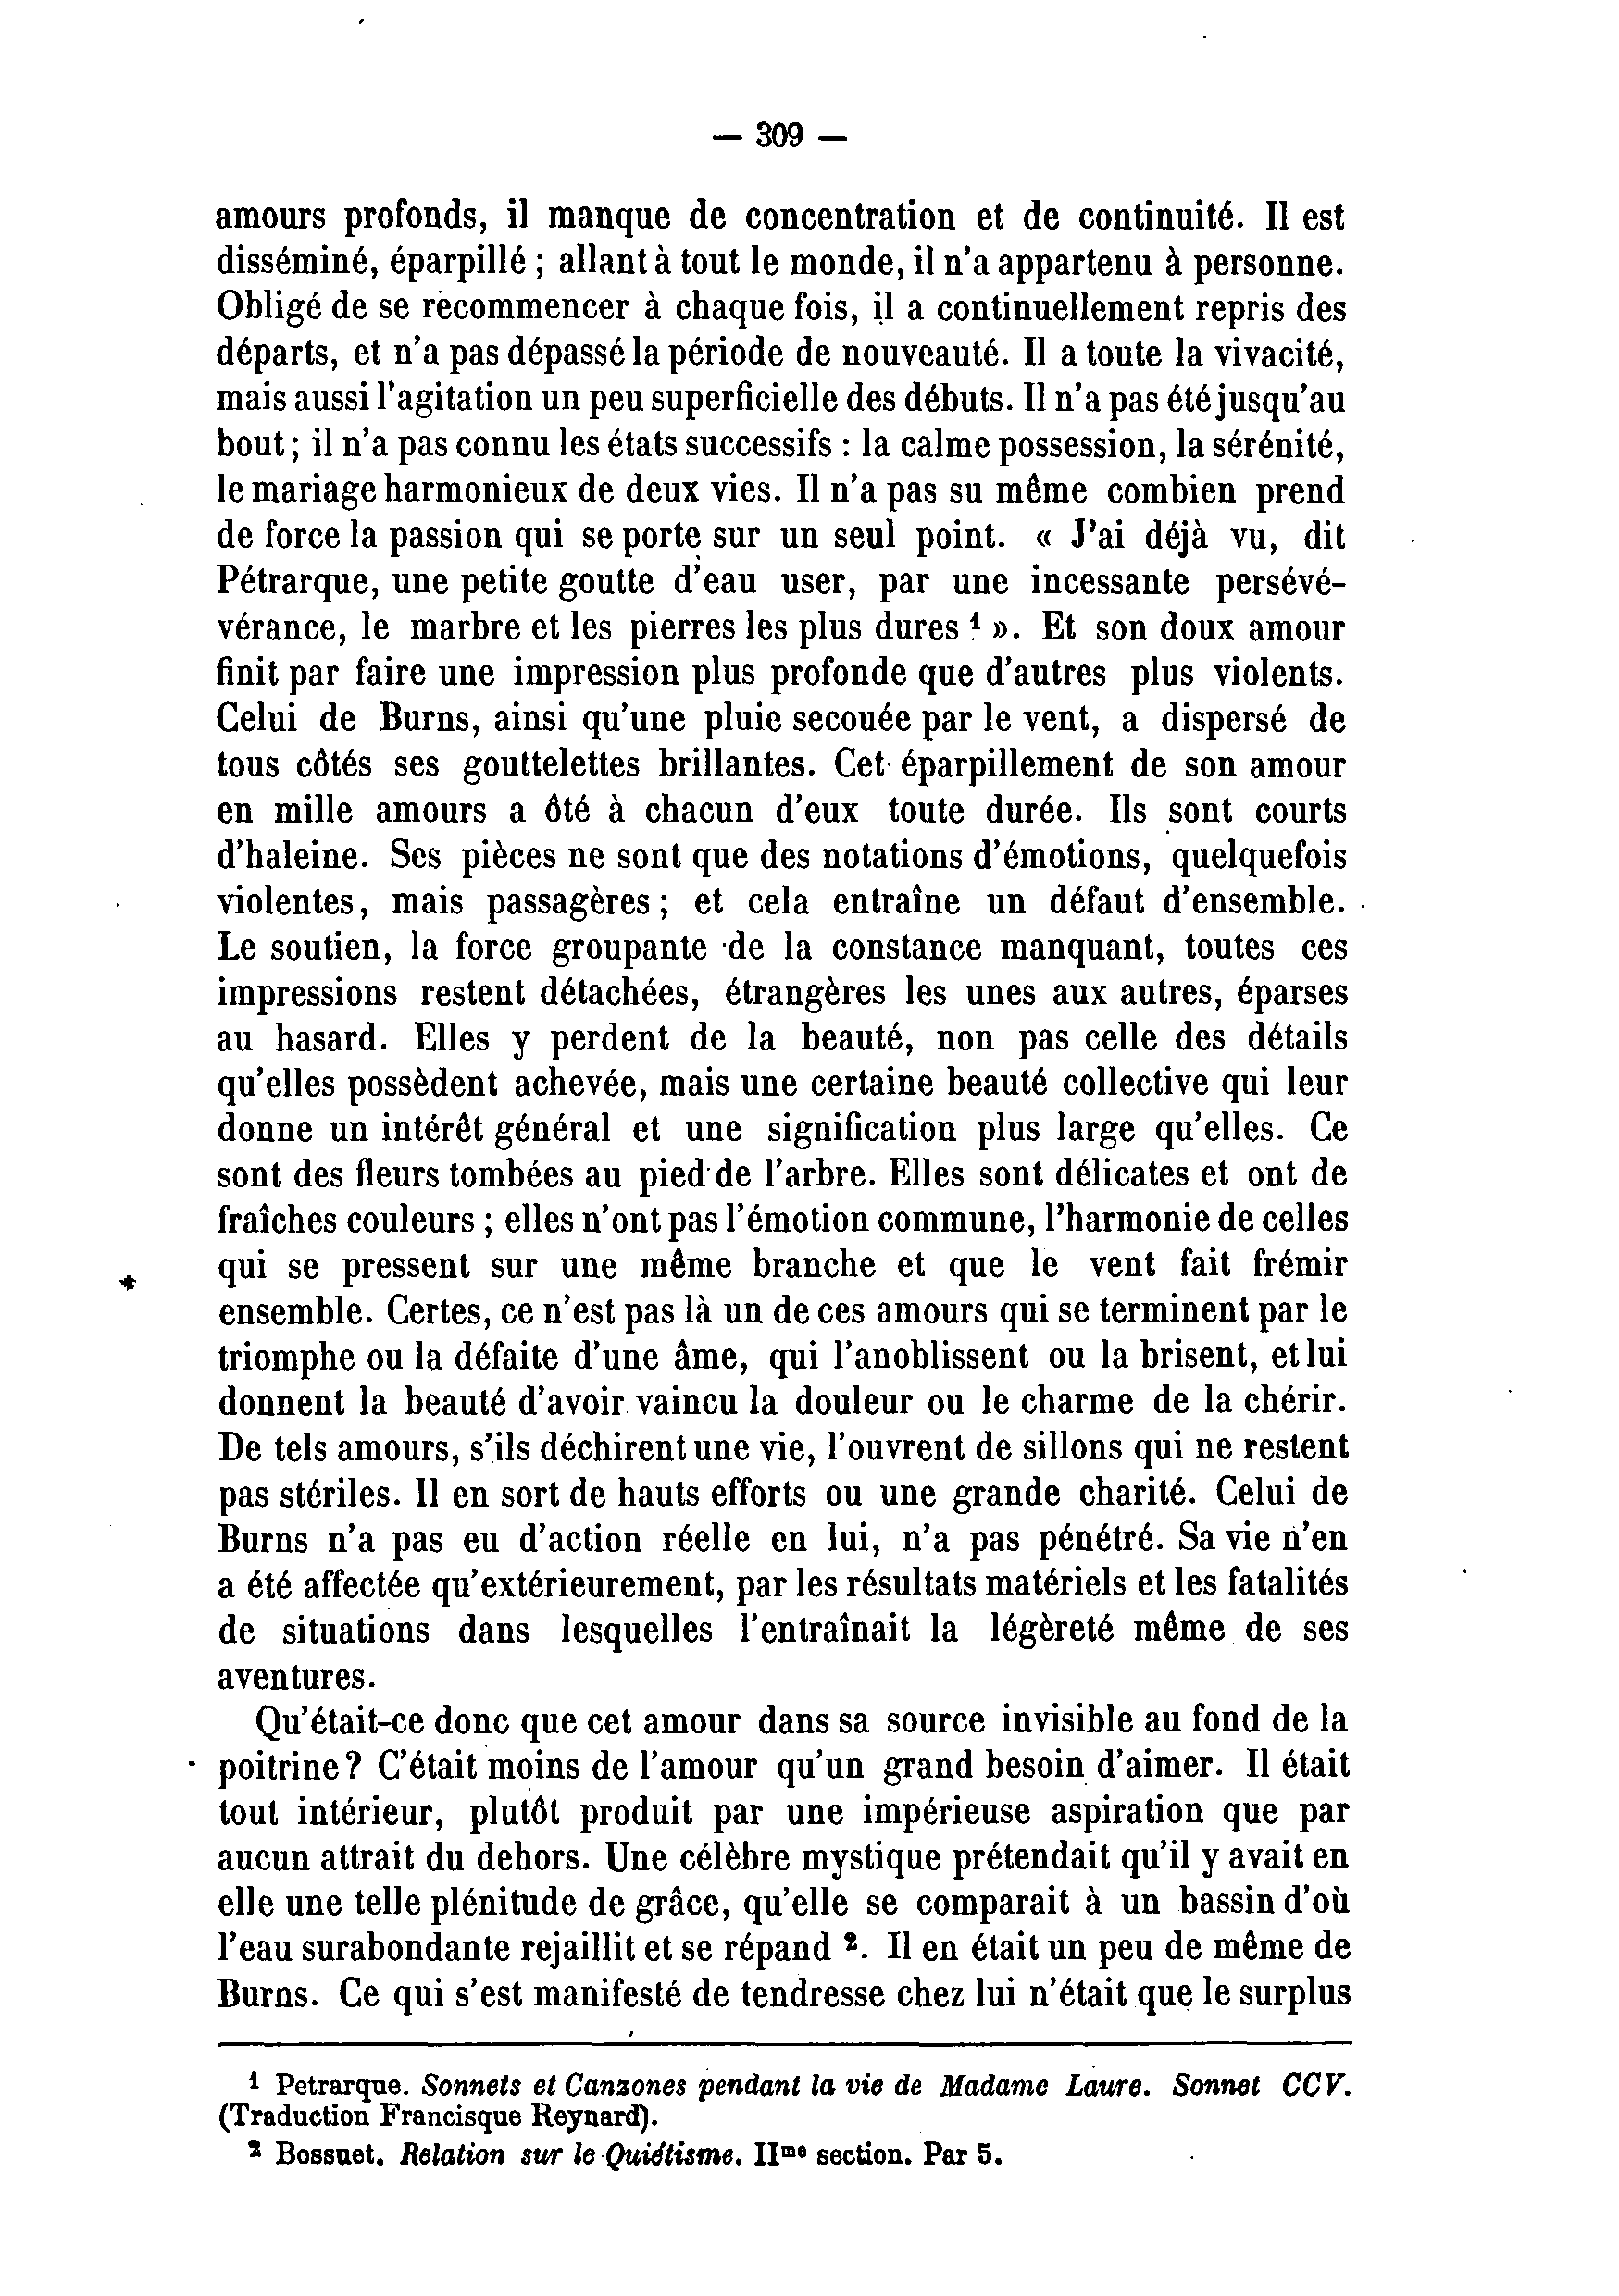 — 309 —
amours profonds, il manque de concentration et de continuité. Il est
disséminé, éparpillé ; allant à tout le monde, il n'a appartenu à personne.
Obligé de se recommencer à chaque fois, il a continuellement repris des
départs, et n'a pas dépassé la période de nouveauté. Il a toute la vivacité,
mais aussi l'agitation un peu superficielle des débuts. Il n'a pas été jusqu'au
bout ; il n'a pas connu les états successifs : la calme possession, la sérénité,
le mariage harmonieux de deux vies. Il n'a pas su même combien prend
de force la passion qui se porte sur un seul point. « J'ai déjà vu, dit
Pétrarque, une petite goutte d'eau user, par une incessante persévé-
vérance, le marbre et les pierres les plus dures ¹ ». Et son doux amour
finit par faire une impression plus profonde que d'autres plus violents.
Celui de Burns, ainsi qu'une pluie secouée par le vent, a dispersé de
tous côtés ses gouttelettes brillantes. Cet éparpillement de son amour
en mille amours a ôté à chacun d'eux toute durée. Ils sont courts
d'haleine. Ses pièces ne sont que des notations d'émotions, quelquefois
violentes, mais passagères ; et cela entraîne un défaut d'ensemble.
Le soutien, la force groupante de la constance manquant, toutes ces
impressions restent détachées, étrangères les unes aux autres, éparses
au hasard. Elles y perdent de la beauté, non pas celle des détails
qu'elles possèdent achevée, mais une certaine beauté collective qui leur
donne un intérêt général et une signification plus large qu'elles. Ce
sont des fleurs tombées au pied de l'arbre. Elles sont délicates et ont de
fraîches couleurs ; elles n'ont pas l'émotion commune, l'harmonie de celles
qui se pressent sur une même branche et que le vent fait frémir
ensemble. Certes, ce n'est pas là un de ces amours qui se terminent par le
triomphe ou la défaite d'une âme, qui l'anoblissent ou la brisent, et lui
donnent la beauté d'avoir vaincu la douleur ou le charme de la chérir.
De tels amours, s'ils déchirent une vie, l'ouvrent de sillons qui ne restent
pas stériles. Il en sort de hauts efforts ou une grande charité. Celui de
Burns n'a pas eu d'action réelle en lui, n'a pas pénétré. Sa vie n'en
a été affectée qu'extérieurement, par les résultats matériels et les fatalités
de situations dans lesquelles l'entraînait la légèreté même de ses
aventures.
Qu'était-ce donc que cet amour dans sa source invisible au fond de la
poitrine ? C'était moins de l'amour qu'un grand besoin d'aimer. Il était
tout intérieur, plutôt produit par une impérieuse aspiration que par
aucun attrait du dehors. Une célèbre mystique prétendait qu'il y avait en
elle une telle plénitude de grâce, qu'elle se comparait à un bassin d'où
l'eau surabondante rejaillit et se répand ². Il en était un peu de même de
Burns. Ce qui s'est manifesté de tendresse chez lui n'était que le surplus
¹ Petrarque. Sonnets et Canzones pendant la vie de Madame Laure. Sonnet CCV.
(Traduction Francisque Reynard).
² Bossuet. Relation sur le Quiétisme. IIme section. Par 5.